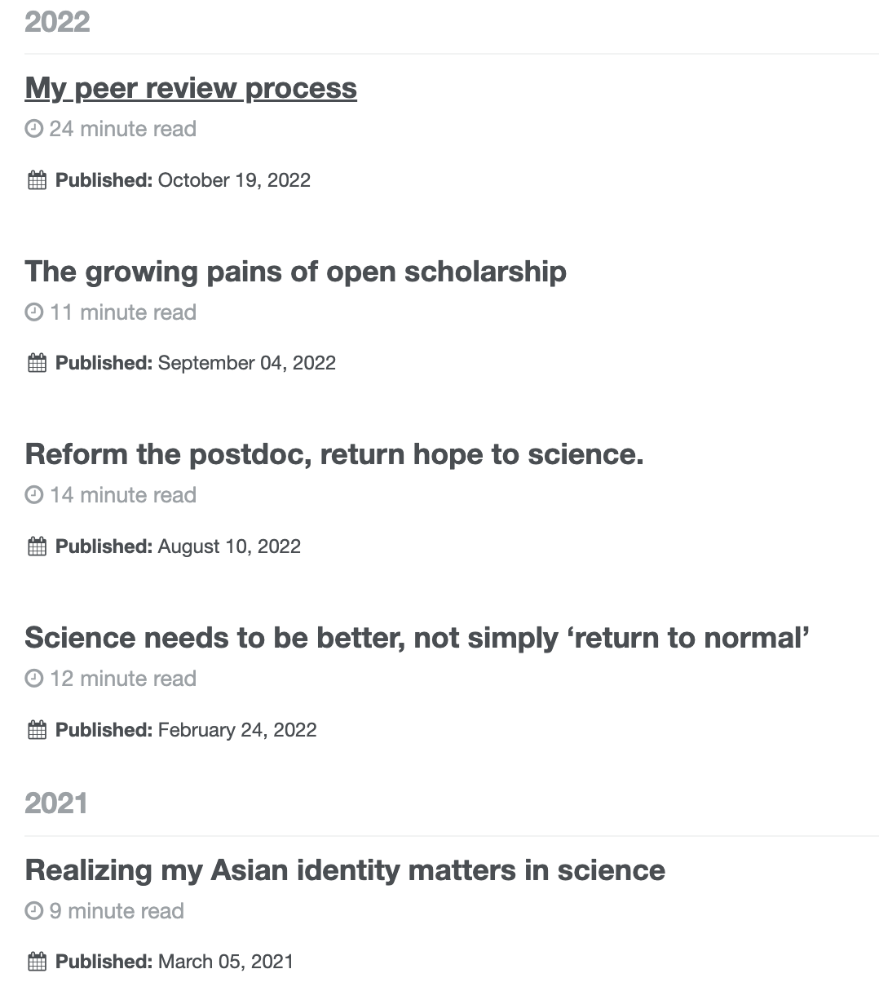 2022
My peer review process
24 minute read
Published: October 19, 2022
The growing pains of open scholarship
11 minute read
Published: September 04, 2022
Reform the postdoc, return hope to science.
14 minute read
Published: August 10, 2022
Science needs to be better, not simply ‘return to normal’
12 minute read
Published: February 24, 2022
2021
Realizing my Asian identity matters in science
9 minute read
Published: March 05, 2021